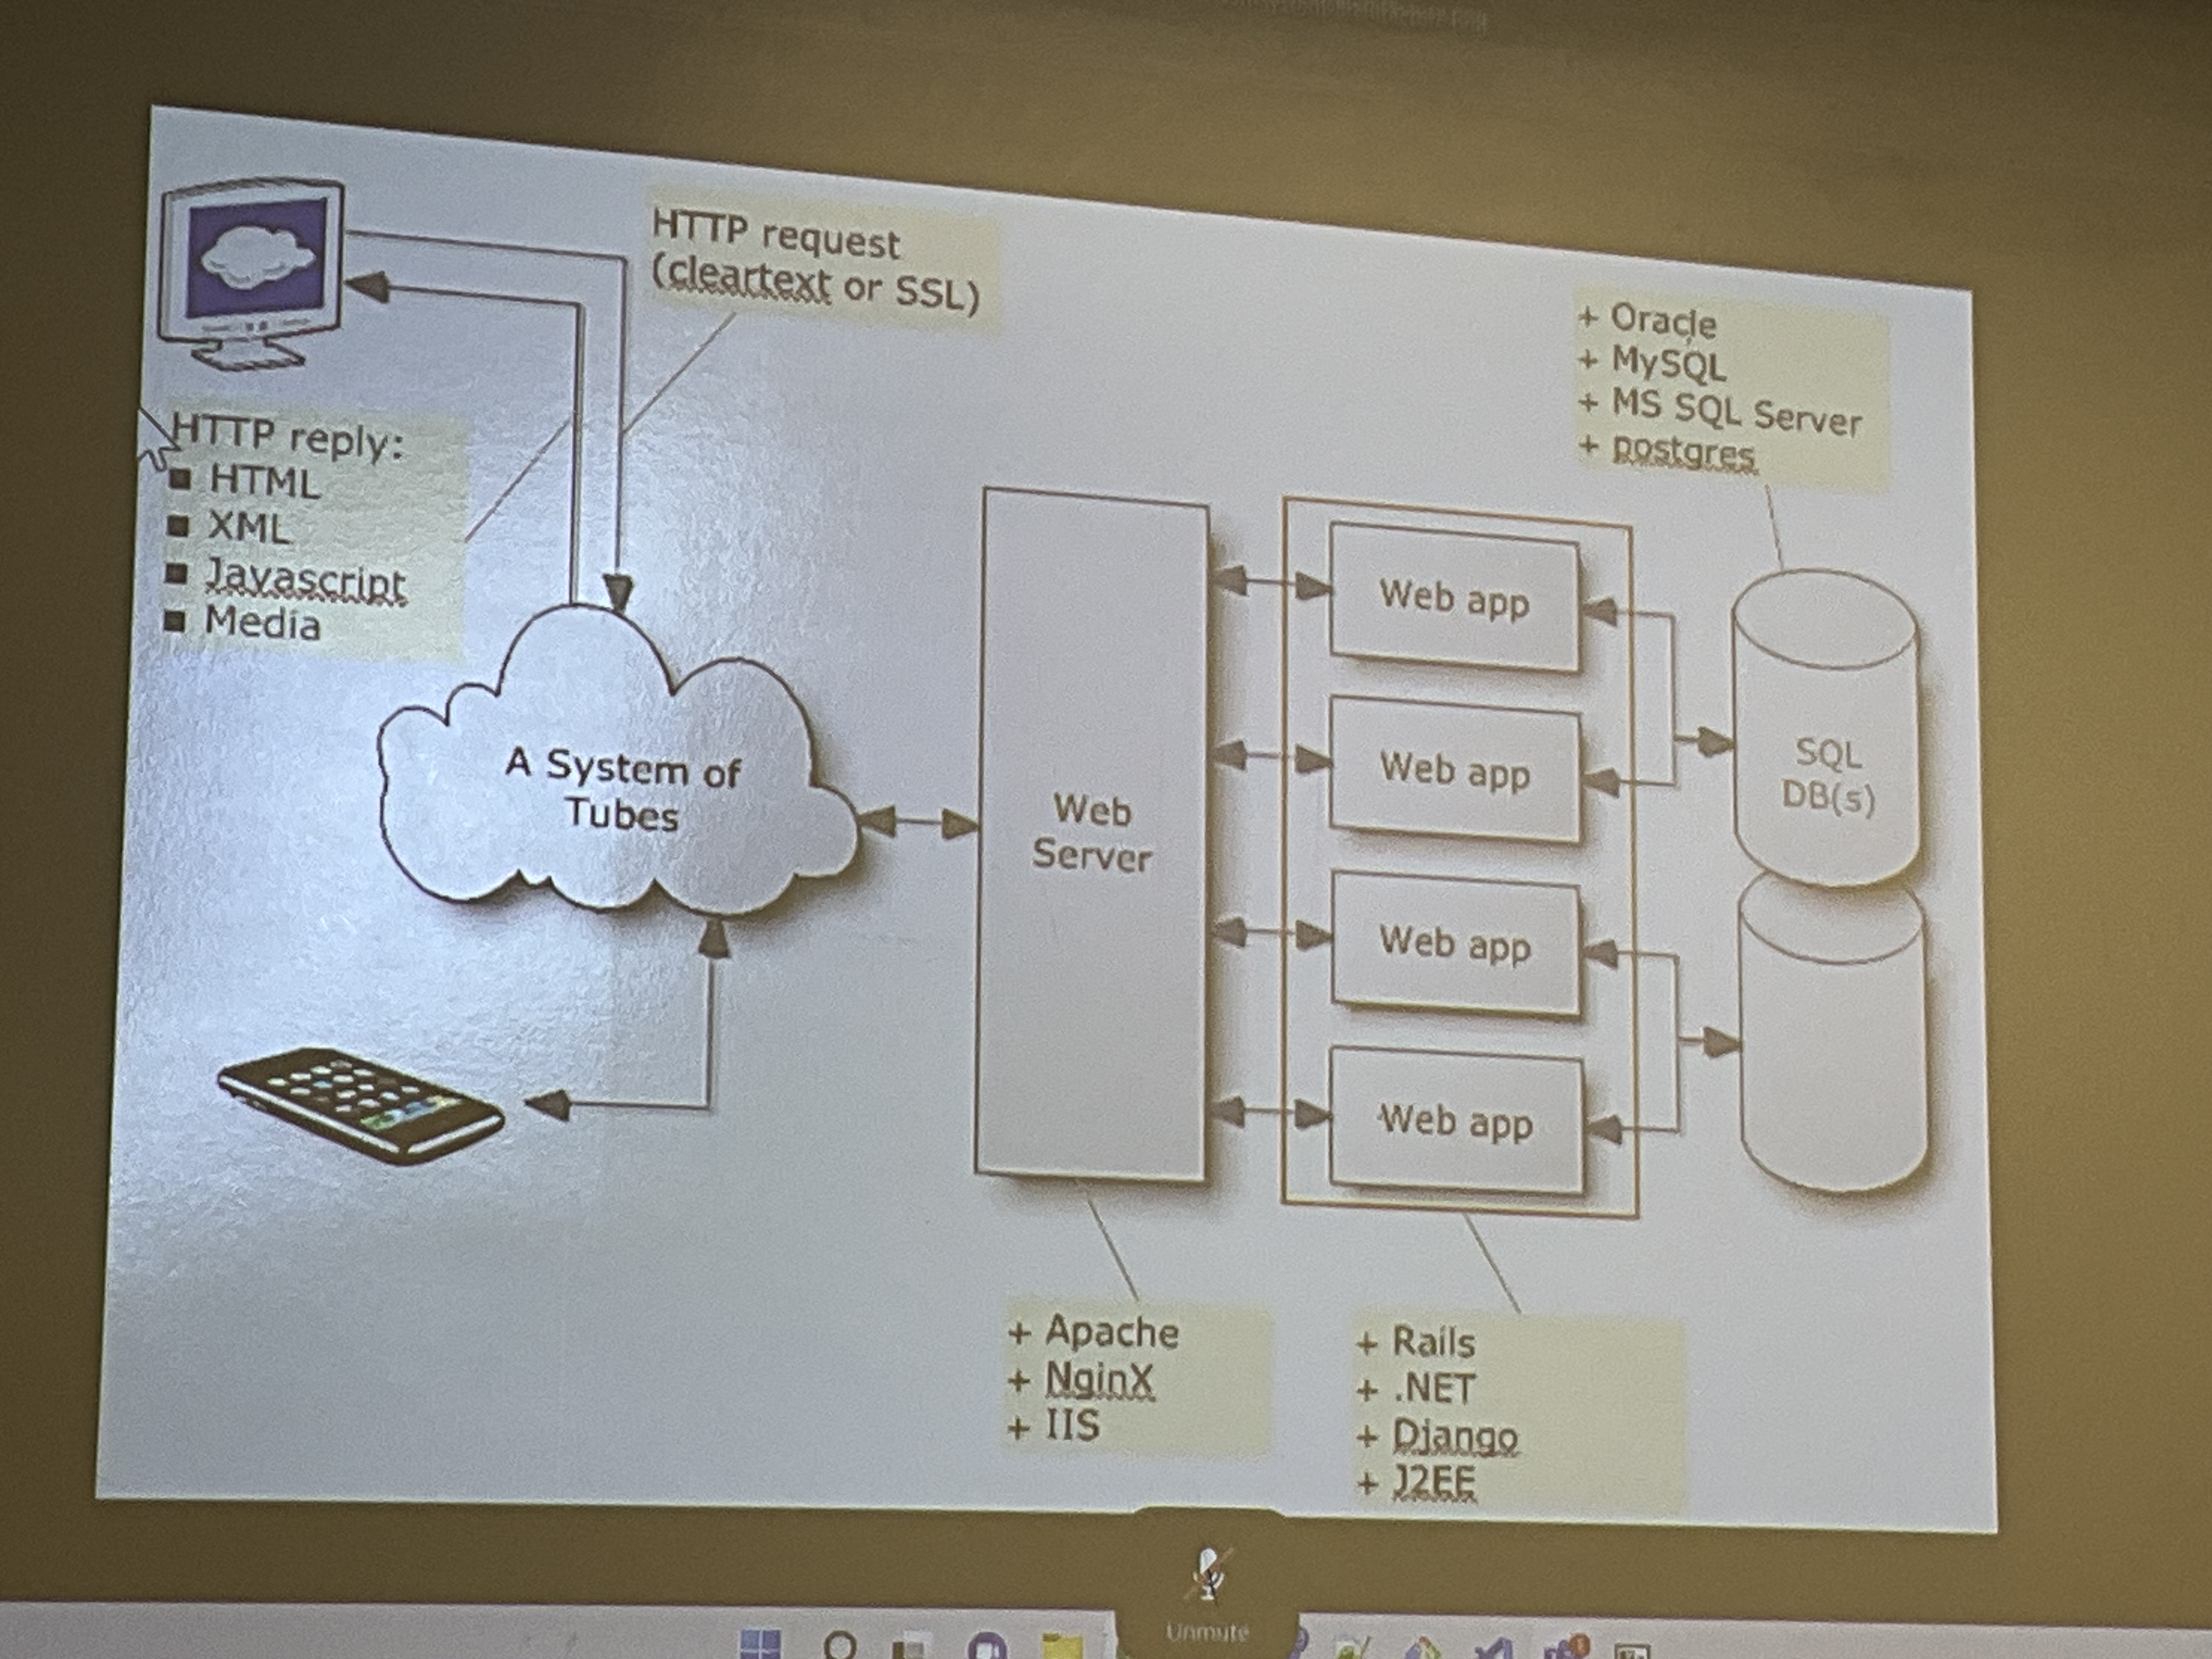 HTTP request
(cleartext or SSL)
+ Oracle
+ MySQL
+ MS SQL Server
+ postgres
HTTP reply:
■ HTML
■ XML
■ Javascript
■ Media
A System of
Tubes
Web
Server
Web app
Web app
Web app
Web app
SQL
DB(s)
+ Apache
+ NginX
+ IIS
+ Rails
+ .NET
+ Django
+ J2EE
Unmute